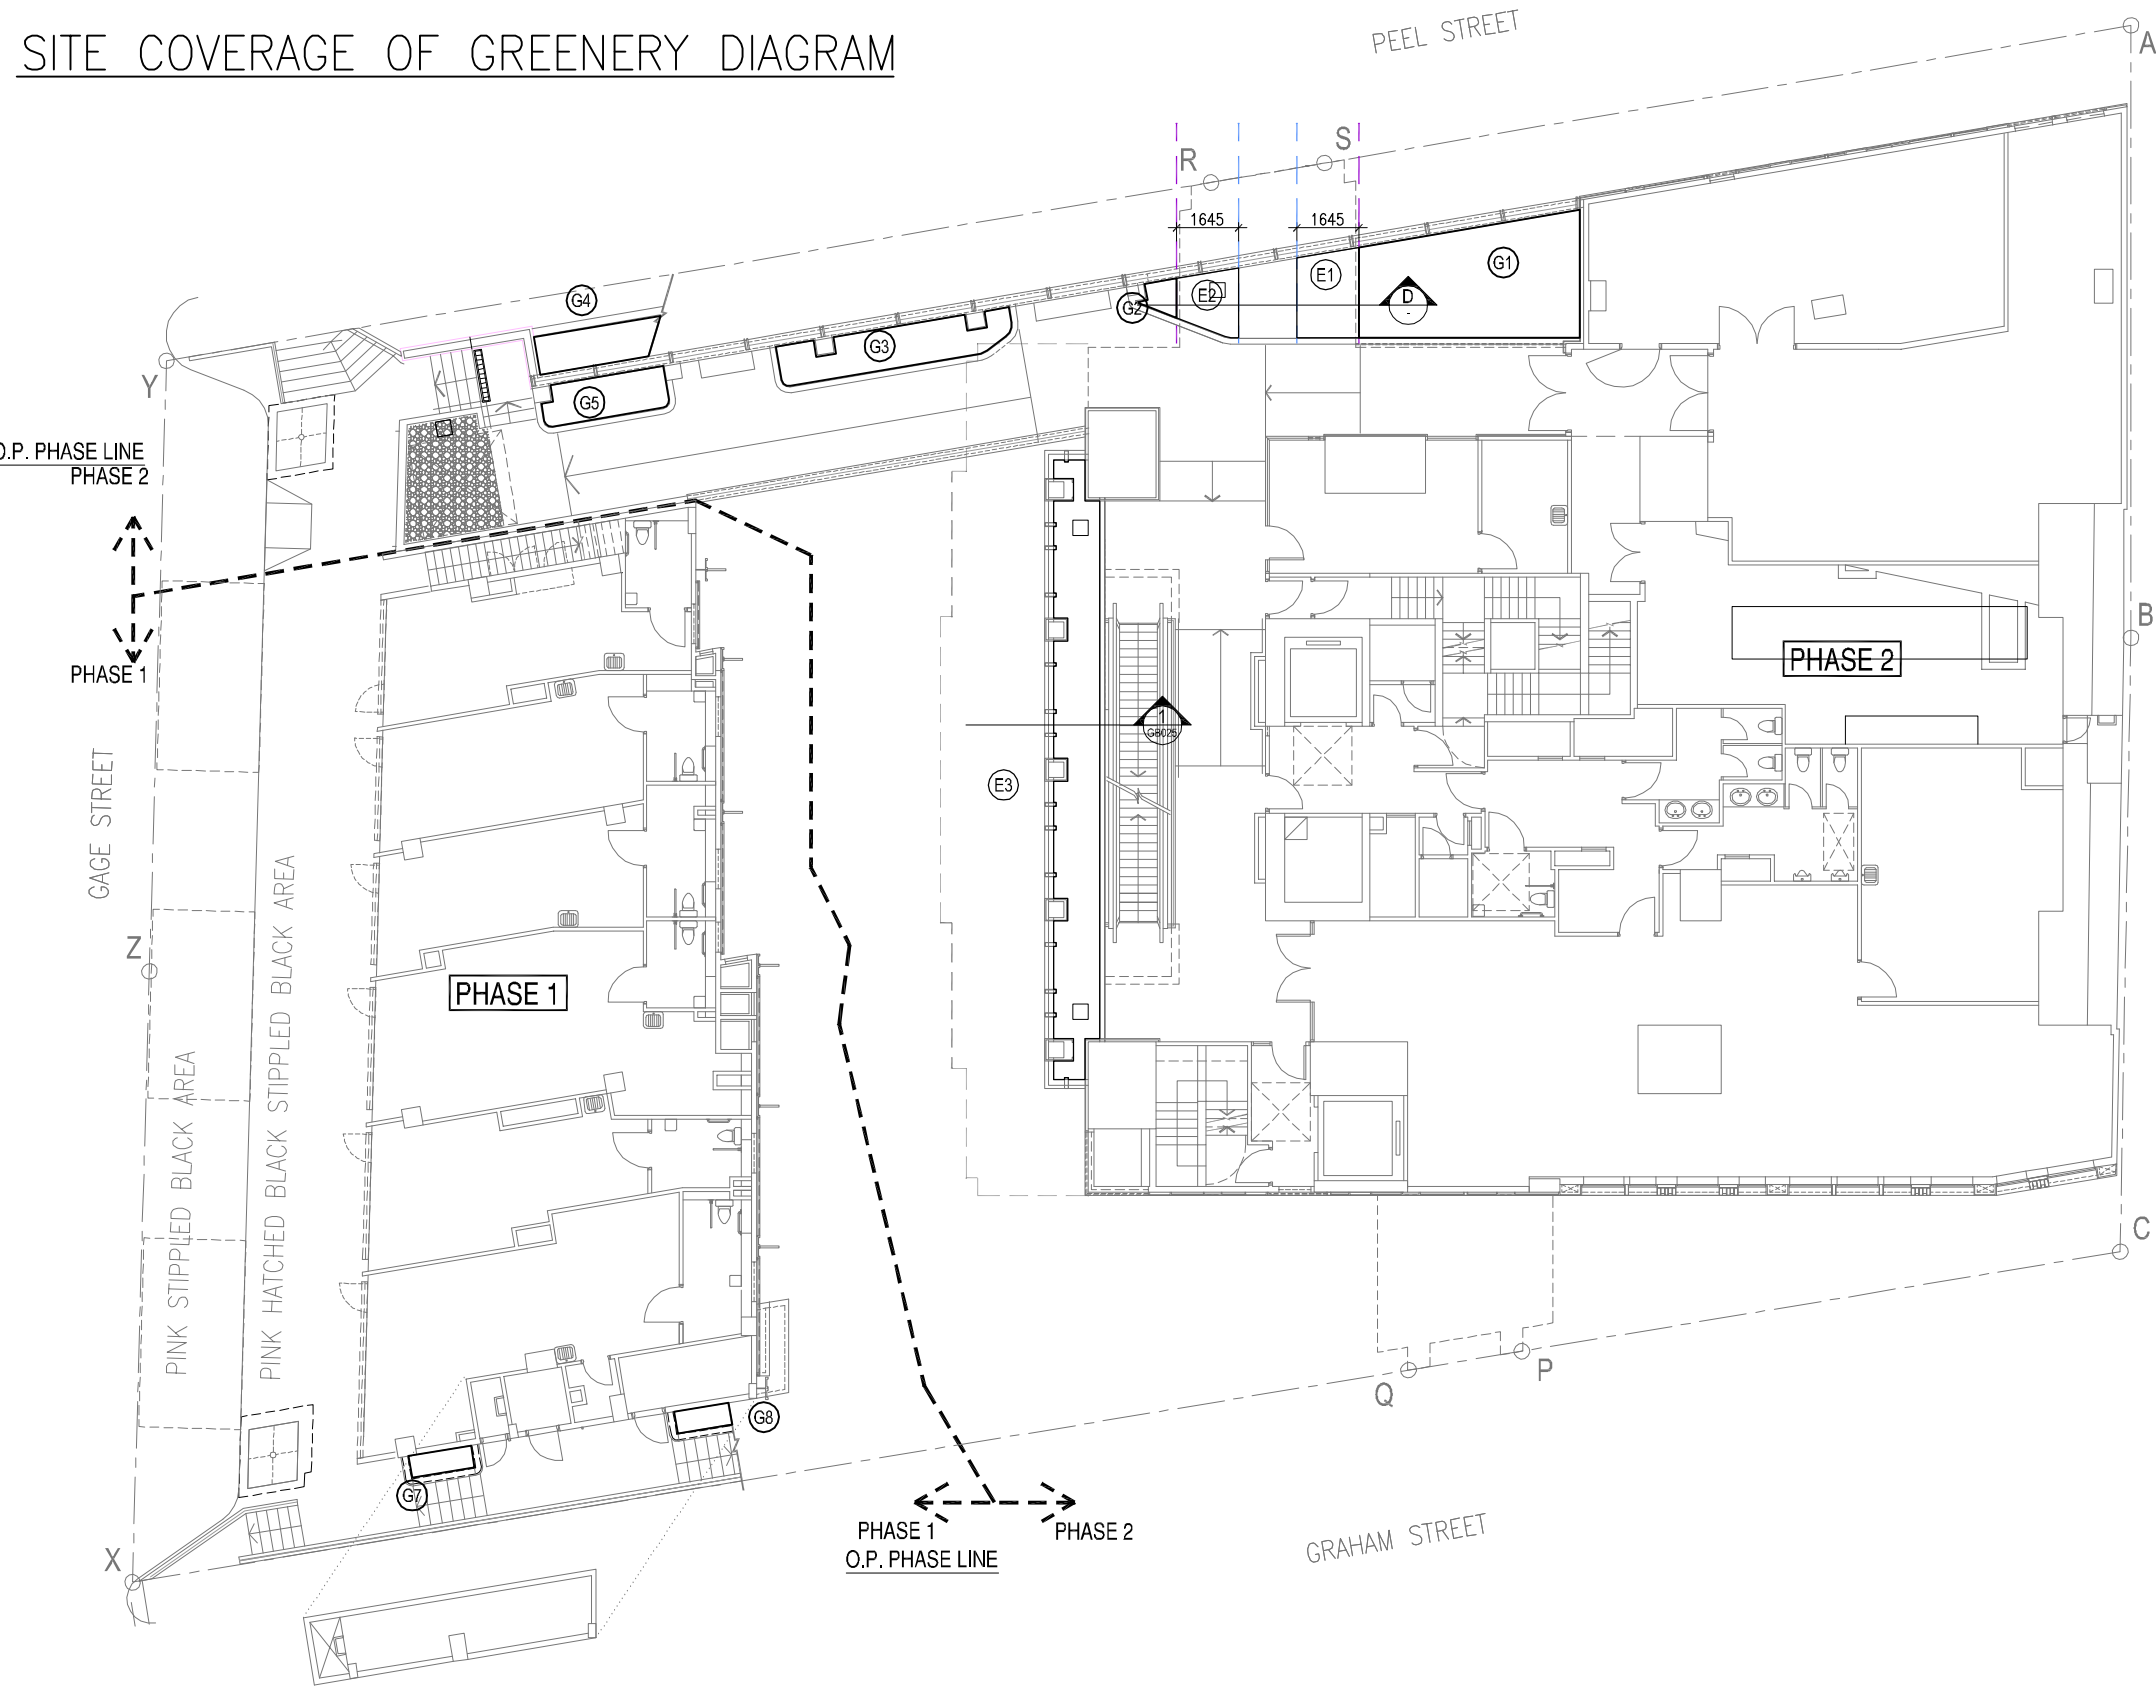 SITE COVERAGE OF GREENERY DIAGRAM
PEEL STREET
A
R
S
1645
1645
G1
E1
E2
G2
D
-
G4
G3
G5
Y
O.P. PHASE LINE
PHASE 2
PHASE 1
B
PHASE 2
1
GB025
E3
GAGE STREET
Z
PHASE 1
PINK STIPPLED BLACK AREA
PINK HATCHED BLACK STIPPLED BLACK AREA
C
P
Q
G8
G7
X
PHASE 1
PHASE 2
O.P. PHASE LINE
GRAHAM STREET